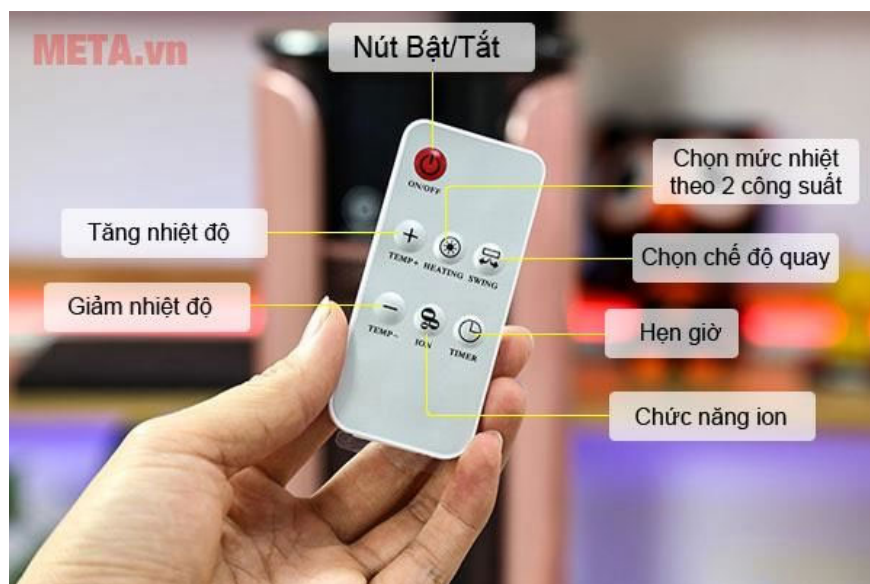 META.vn
Nút Bật/Tắt
Chọn mức nhiệt
theo 2 công suất
ON/OFF
Tăng nhiệt độ
TEMP+ HEATING SWING
Chọn chế độ quay
Giảm nhiệt độ
TEMP- ION TIMER
Hẹn giờ
Chức năng ion